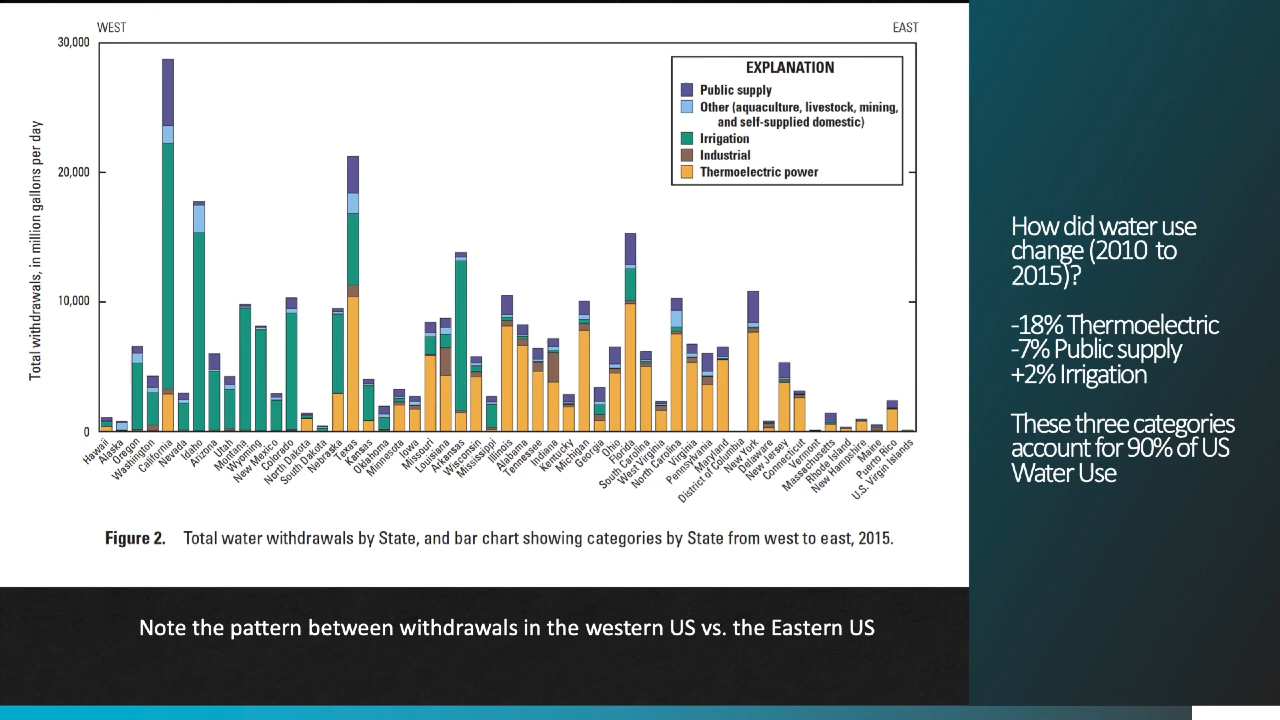 WEST
EAST
30,000
20,000
10,000
0
Total withdrawals, in million gallons per day
EXPLANATION
Public supply
Other (aquaculture, livestock, mining,
and self-supplied domestic)
Irrigation
Industrial
Thermoelectric power
Hawaii
Alaska
Oregon
Washington
California
Nevada
Idaho
Arizona
Utah
Montana
Wyoming
New Mexico
Colorado
North Dakota
South Dakota
Nebraska
Texas
Kansas
Oklahoma
Minnesota
Iowa
Missouri
Louisiana
Arkansas
Wisconsin
Mississippi
Illinois
Alabama
Tennessee
Indiana
Kentucky
Michigan
Georgia
Ohio
Florida
South Carolina
West Virginia
North Carolina
Virginia
Pennsylvania
Maryland
District of Columbia
New York
Delaware
New Jersey
Connecticut
Vermont
Massachusetts
Rhode Island
New Hampshire
Maine
Puerto Rico
U.S. Virgin Islands
Figure 2. Total water withdrawals by State, and bar chart showing categories by State from west to east, 2015.
Note the pattern between withdrawals in the western US vs. the Eastern US
How did water use
change (2010 to
2015)?
-18% Thermoelectric
-7% Public supply
+2% Irrigation
These three categories
account for 90% of US
Water Use